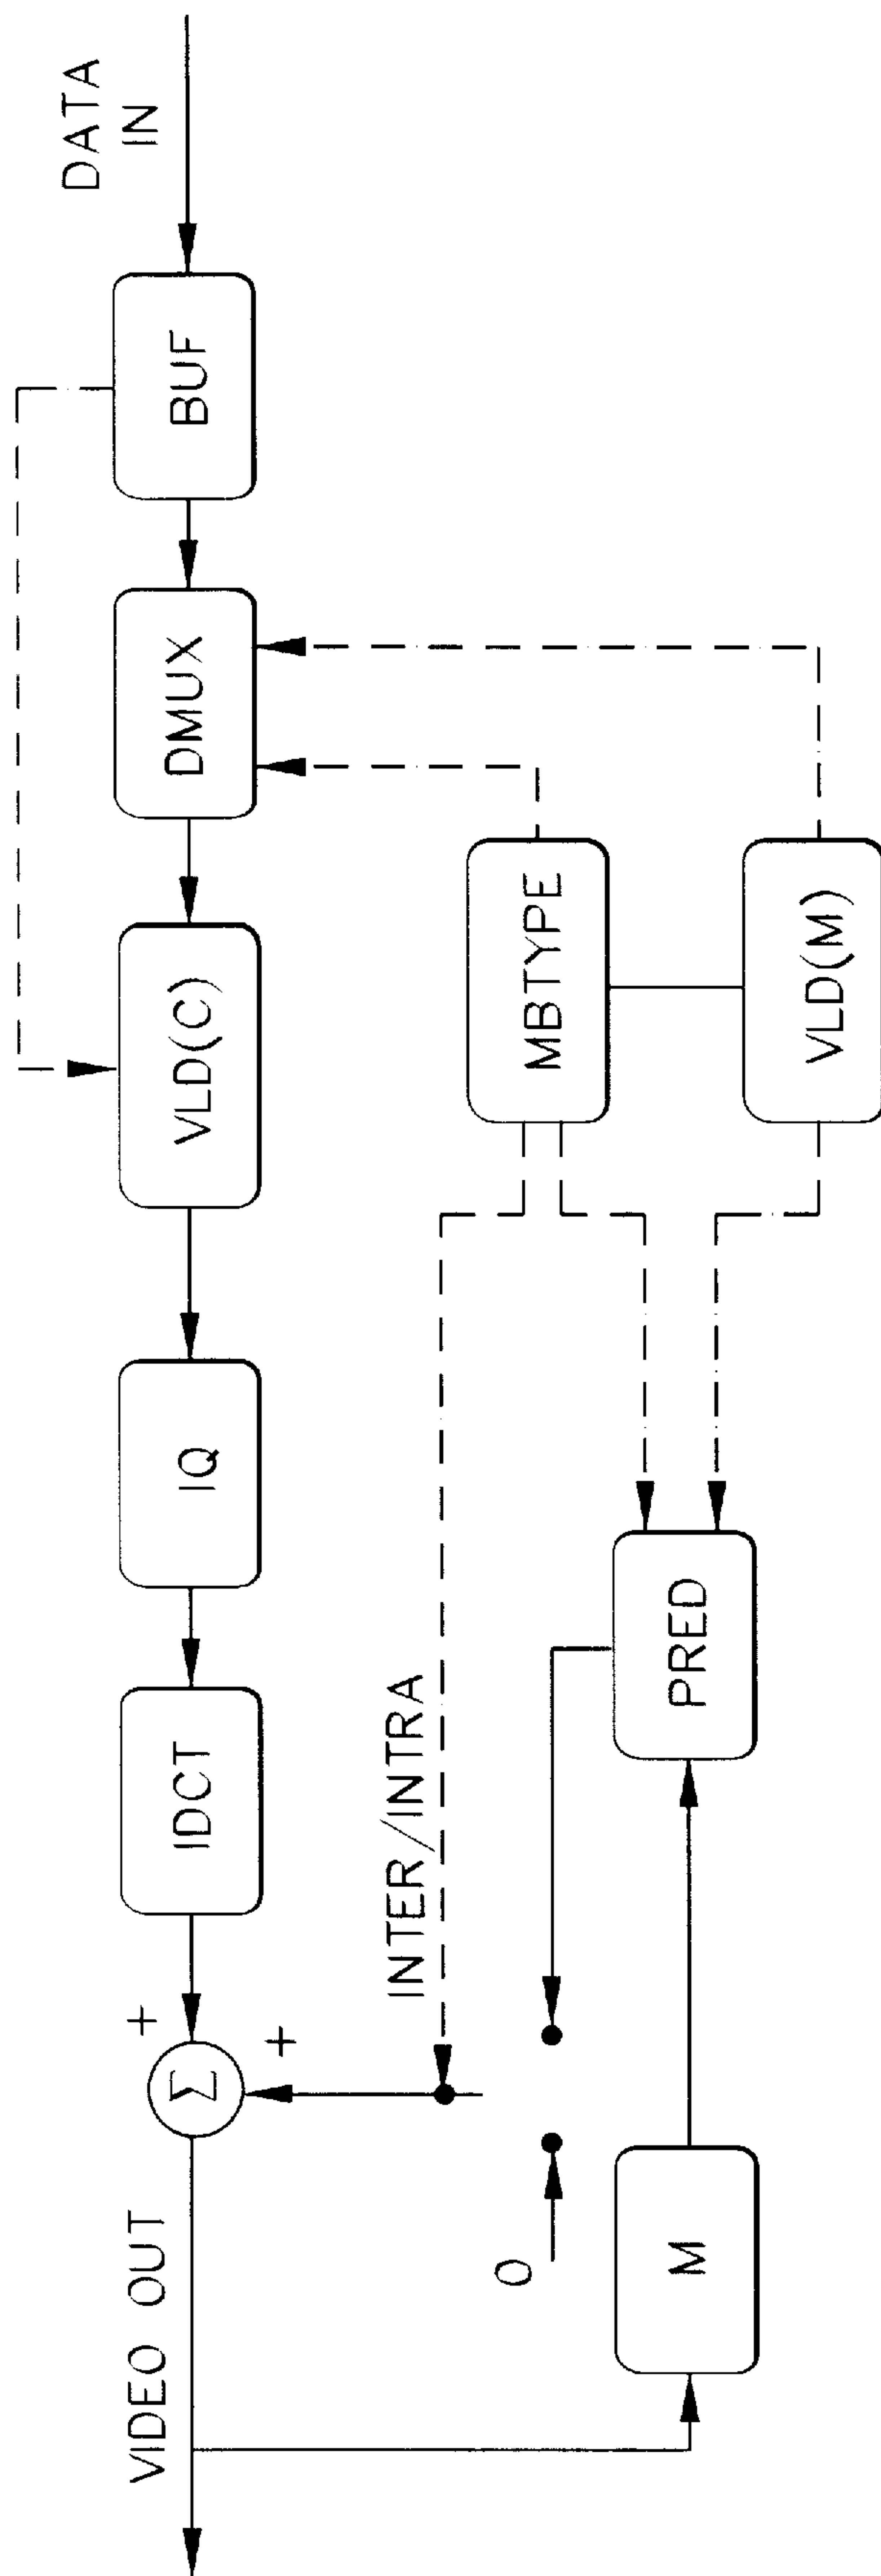 DATA
IN
BUF
DMUX
VLD(C)
IQ
IDCT
+
+
Σ
VIDEO OUT
INTER/INTRA
MBTYPE
VLD(M)
PRED
0
M